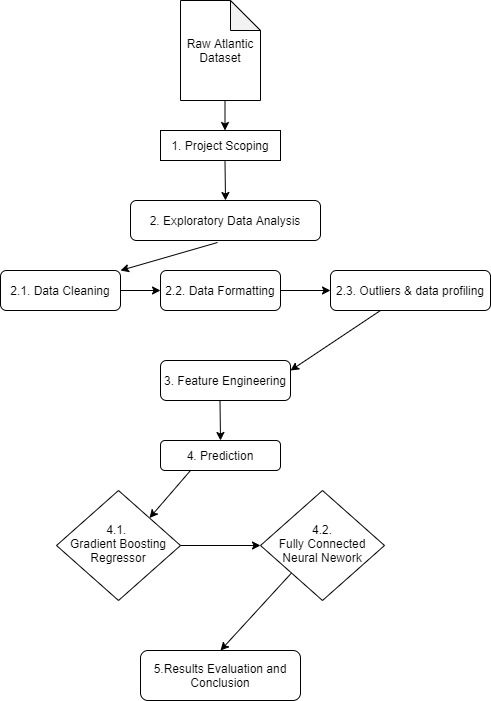 Raw Atlantic
Dataset
1. Project Scoping
2. Exploratory Data Analysis
2.1. Data Cleaning
2.2. Data Formatting
2.3. Outliers & data profiling
3. Feature Engineering
4. Prediction
4.1.
Gradient Boosting
Regressor
4.2.
Fully Connected
Neural Nework
5.Results Evaluation and
Conclusion